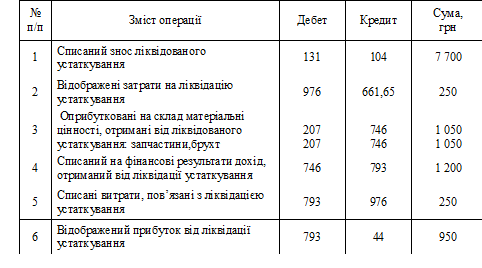 № п/п Зміст операції Дебет Кредит Сума, грн
1 Списаний знос ліквідованого устаткування 131 104 7 700
2 Відображені затрати на ліквідацію устаткування 976 661,65 250
3 Оприбутковані на склад матеріальні цінності, отримані від ліквідованого устаткування: запчастини,брухт 207 207 746 746 1 050 1 050
4 Списаний на фінансові результати дохід, отриманий від ліквідації устаткування 746 793 1 200
5 Списані витрати, пов’язані з ліквідацією устаткування 793 976 250
6 Відображений прибуток від ліквідації устаткування 793 44 950